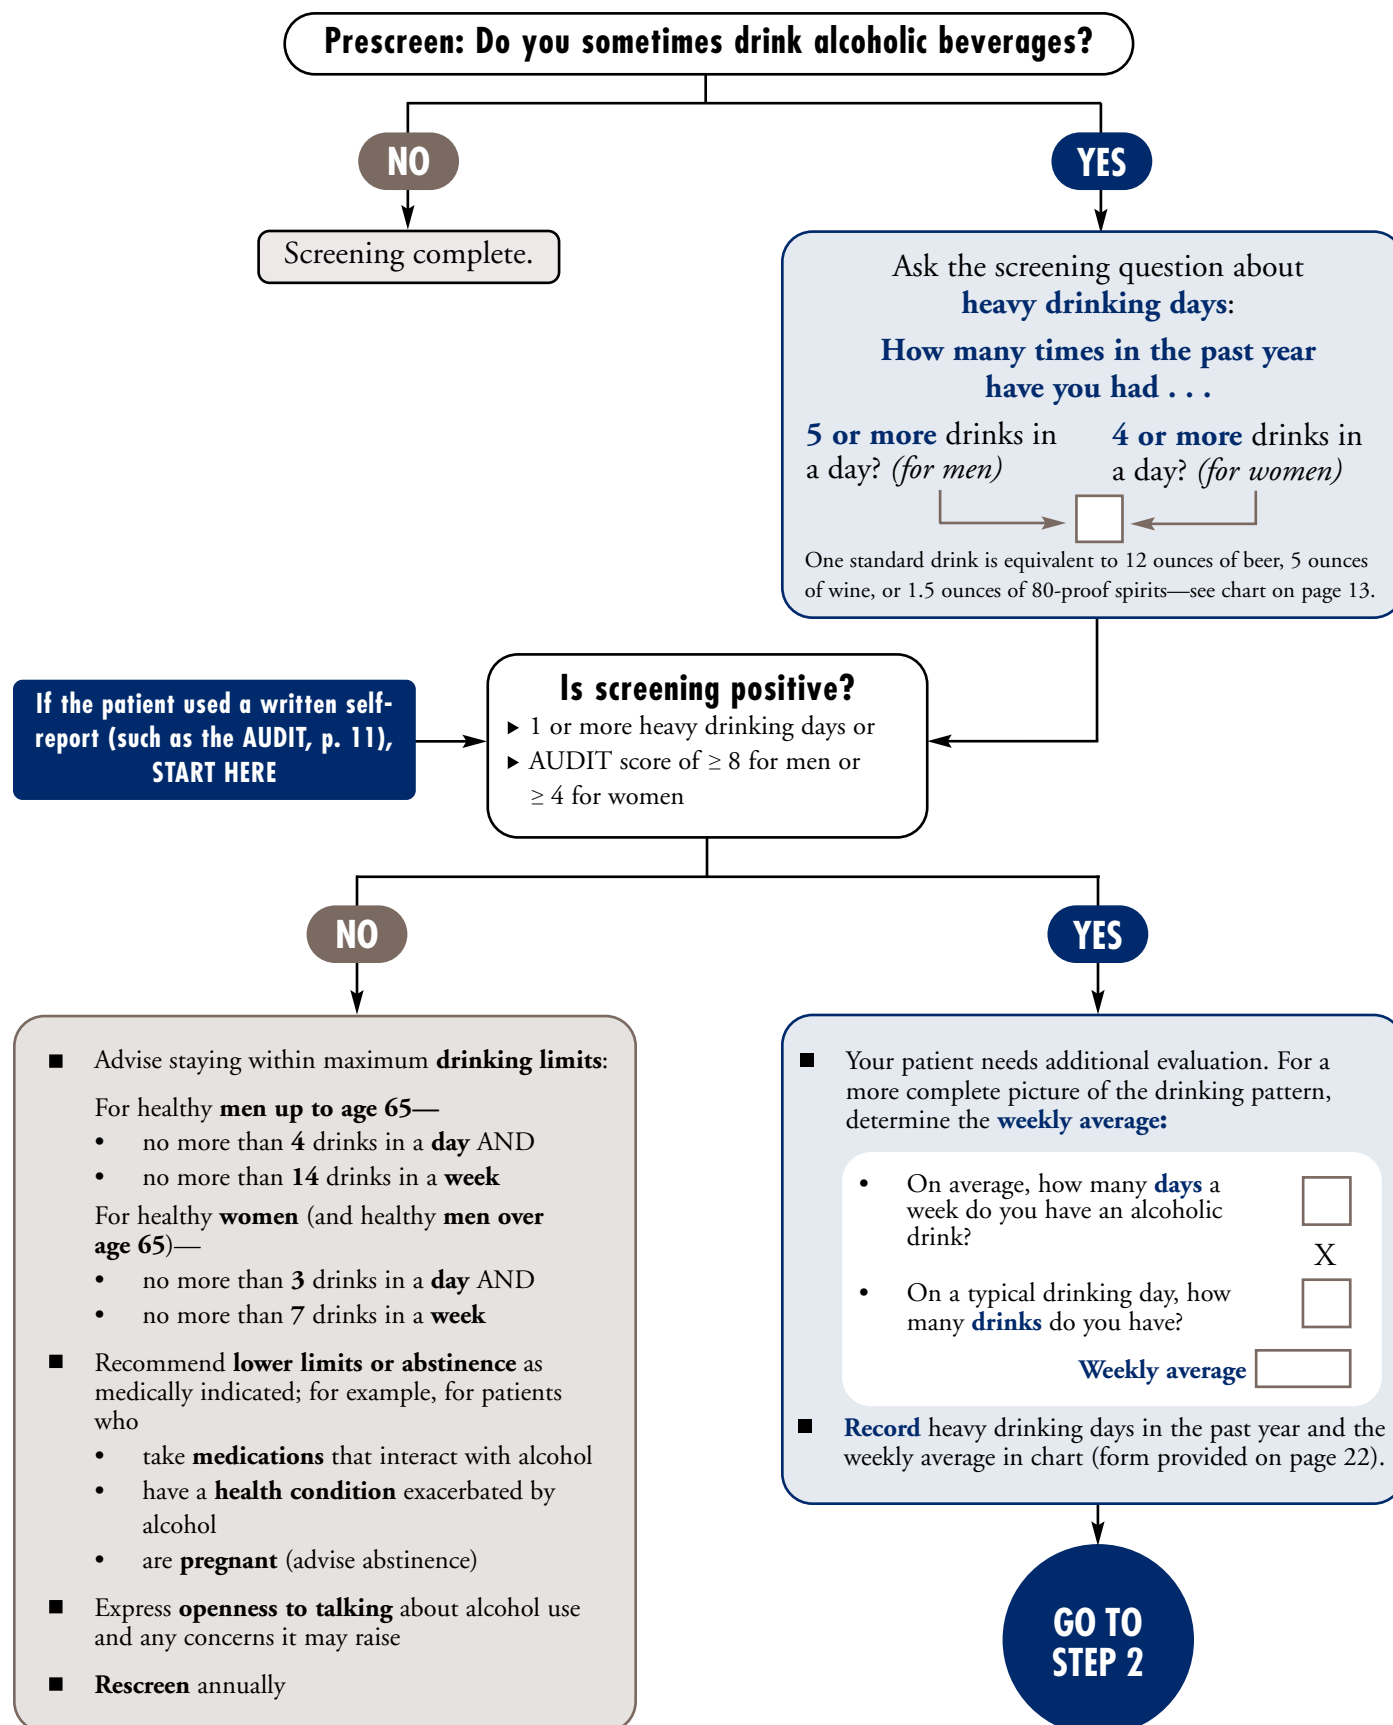 Prescreen: Do you sometimes drink alcoholic beverages?
NO
YES
Screening complete.
Ask the screening question about
heavy drinking days:
How many times in the past year
have you had . . .
5 or more drinks in
a day? (for men)
4 or more drinks in
a day? (for women)
One standard drink is equivalent to 12 ounces of beer, 5 ounces
of wine, or 1.5 ounces of 80-proof spirits—see chart on page 13.
If the patient used a written self-
report (such as the AUDIT, p. 11),
START HERE
Is screening positive?
▶ 1 or more heavy drinking days or
▶ AUDIT score of ≥ 8 for men or
≥ 4 for women
NO
YES
■ Advise staying within maximum drinking limits:
For healthy men up to age 65—
• no more than 4 drinks in a day AND
• no more than 14 drinks in a week
For healthy women (and healthy men over
age 65)—
• no more than 3 drinks in a day AND
• no more than 7 drinks in a week
■ Recommend lower limits or abstinence as
medically indicated; for example, for patients
who
• take medications that interact with alcohol
• have a health condition exacerbated by
alcohol
• are pregnant (advise abstinence)
■ Express openness to talking about alcohol use
and any concerns it may raise
■ Rescreen annually
■ Your patient needs additional evaluation. For a
more complete picture of the drinking pattern,
determine the weekly average:
• On average, how many days a
week do you have an alcoholic
drink?
X
• On a typical drinking day, how
many drinks do you have?
Weekly average
■ Record heavy drinking days in the past year and the
weekly average in chart (form provided on page 22).
GO TO
STEP 2